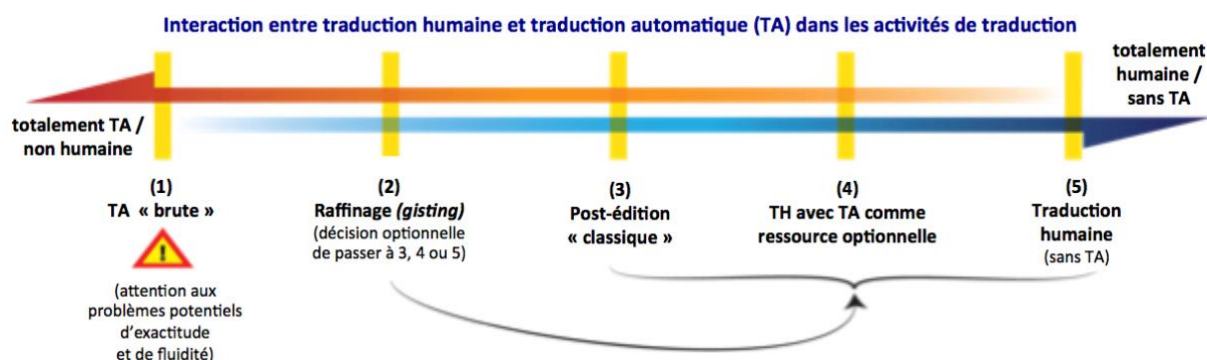 Interaction entre traduction humaine et traduction automatique (TA) dans les activités de traduction
totalement
humaine /
sans TA
totalement TA /
non humaine
(1)
TA « brute »
!
(attention aux
problèmes potentiels
d'exactitude
et de fluidité)
(2)
Raffinage (gisting)
(décision optionnelle
de passer à 3, 4 ou 5)
(3)
Post-édition
« classique »
(4)
TH avec TA comme
ressource optionnelle
(5)
Traduction
humaine
(sans TA)